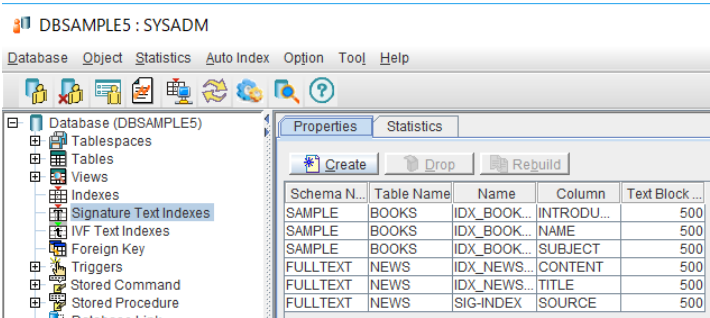 DBSAMPLE5 : SYSADM
Database Object Statistics Auto Index Option Tool Help
Database (DBSAMPLE5)
Tablespaces
Tables
Views
Indexes
Signature Text Indexes
IVF Text Indexes
Foreign Key
Triggers
Stored Command
Stored Procedure
Properties Statistics
Create Drop Rebuild
Schema N... Table Name Name Column Text Block ...
SAMPLE BOOKS IDX_BOOK... INTRODU... 500
SAMPLE BOOKS IDX_BOOK... NAME 500
SAMPLE BOOKS IDX_BOOK... SUBJECT 500
FULLTEXT NEWS IDX_NEWS... CONTENT 500
FULLTEXT NEWS IDX_NEWS... TITLE 500
FULLTEXT NEWS SIG-INDEX SOURCE 500